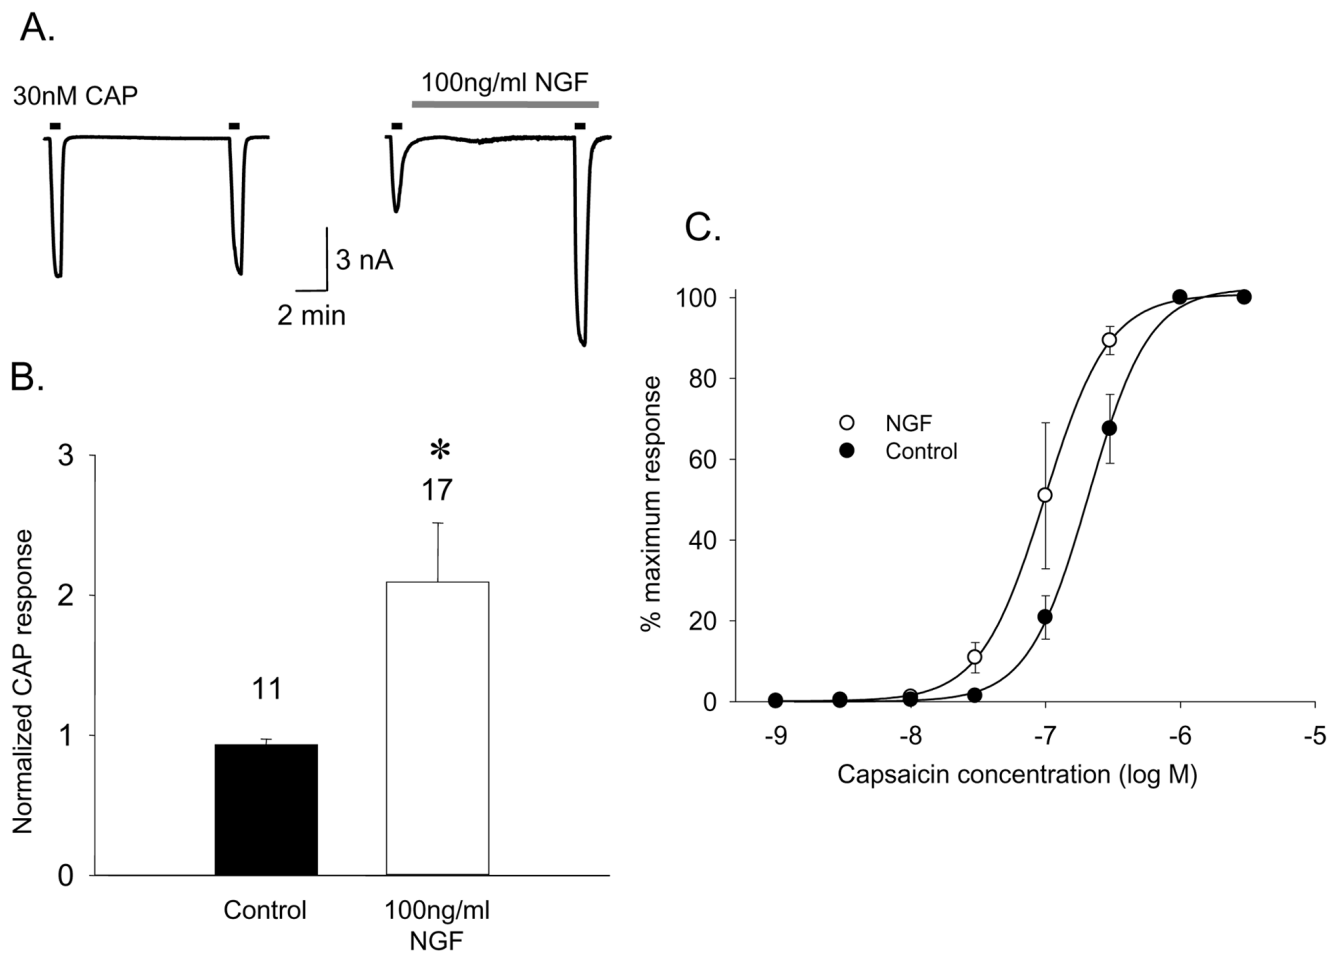 A.
30nM CAP
100ng/ml NGF
3 nA
2 min
B.
Normalized CAP response
3
2
1
0
11
*
17
Control
100ng/ml
NGF
C.
% maximum response
100
80
60
40
20
0
NGF
Control
-9 -8 -7 -6 -5
Capsaicin concentration (log M)